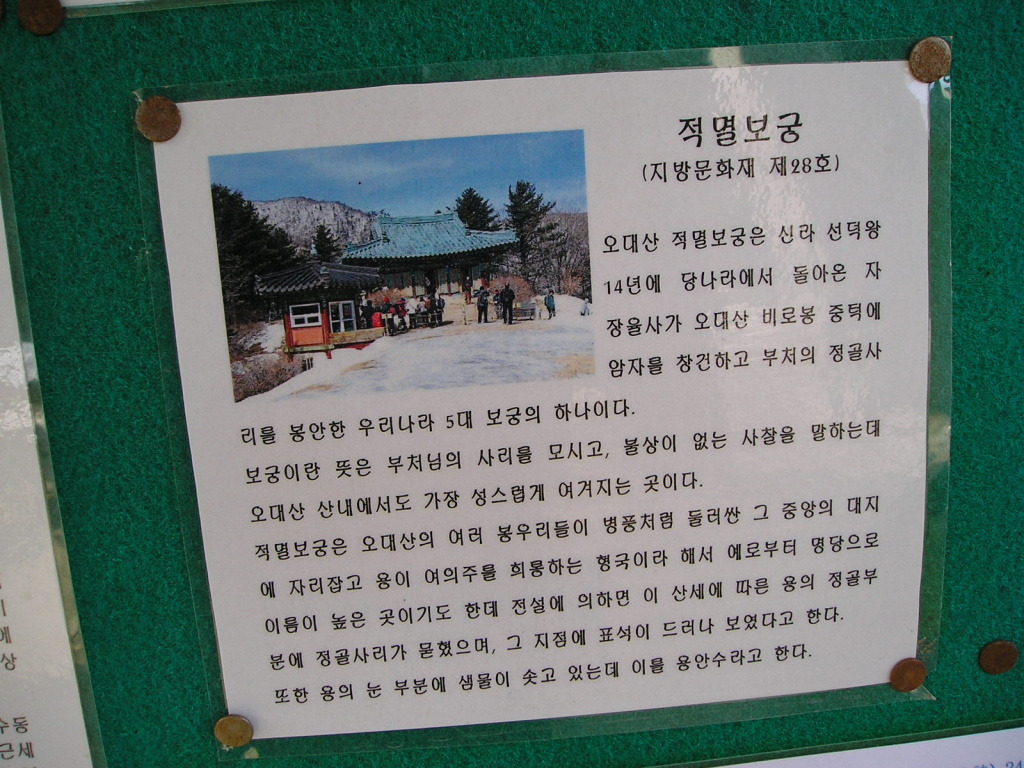 적멸보궁
(지방문화재 제28호)
오대산 적멸보궁은 신라 선덕왕
14년에 당나라에서 돌아온 자
장율사가 오대산 비로봉 중턱에
암자를 창건하고 부처의 정골사
리를 봉안한 우리나라 5대 보궁의 하나이다.
보궁이란 뜻은 부처님의 사리를 모시고, 불상이 없는 사찰을 말하는데
오대산 산내에서도 가장 성스럽게 여겨지는 곳이다.
적멸보궁은 오대산의 여러 봉우리들이 병풍처럼 둘러싼 그 중앙의 대지
에 자리잡고 용이 여의주를 희롱하는 형국이라 해서 예로부터 명당으로
이름이 높은 곳이기도 한데 전설에 의하면 이 산세에 따른 용의 정골부
분에 정골사리가 묻혔으며, 그 지점에 표석이 드러나 보였다고 한다.
또한 용의 눈 부분에 샘물이 솟고 있는데 이를 용안수라고 한다.
에
상
수동
근세